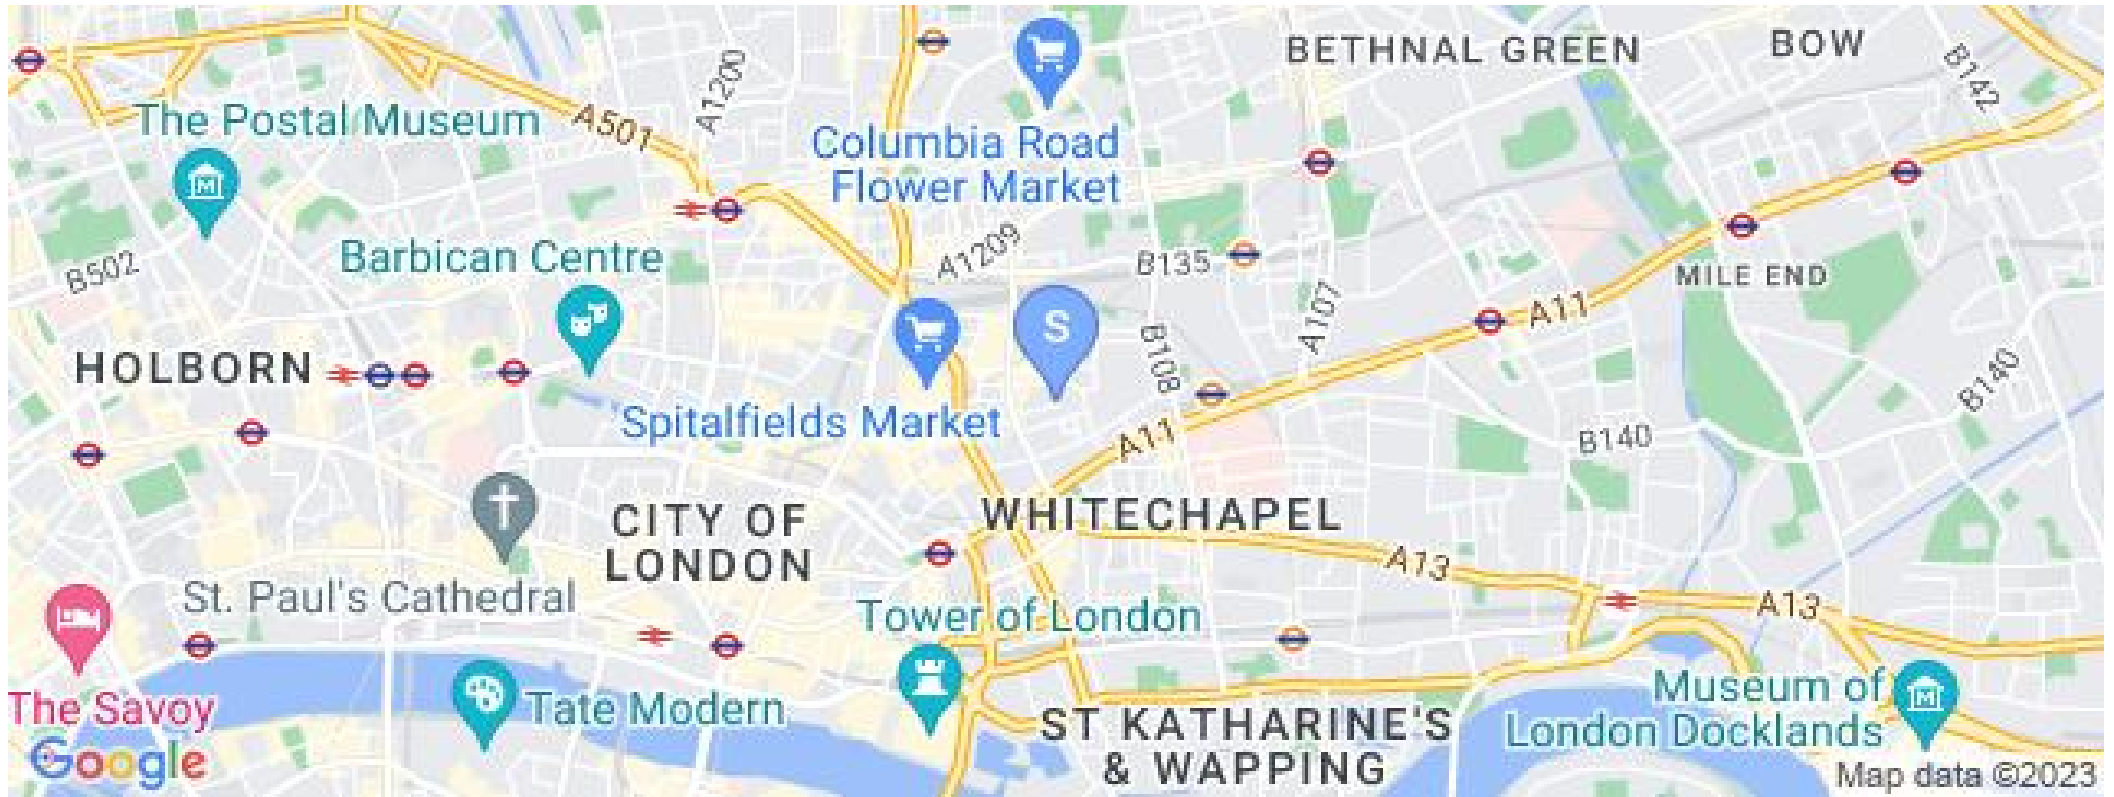 BETHNAL GREEN
BOW
B142
A1200
The Postal Museum
A501
Columbia Road
Flower Market
A1209
B135
B502
Barbican Centre
MILE END
A107
A11
S
B108
HOLBORN
B140
Spitalfields Market
A11
B140
WHITECHAPEL
CITY OF
LONDON
A13
St. Paul's Cathedral
A13
Tower of London
The Savoy
Tate Modern
Museum of
London Docklands
ST KATHARINE'S
& WAPPING
Google
Map data ©2023